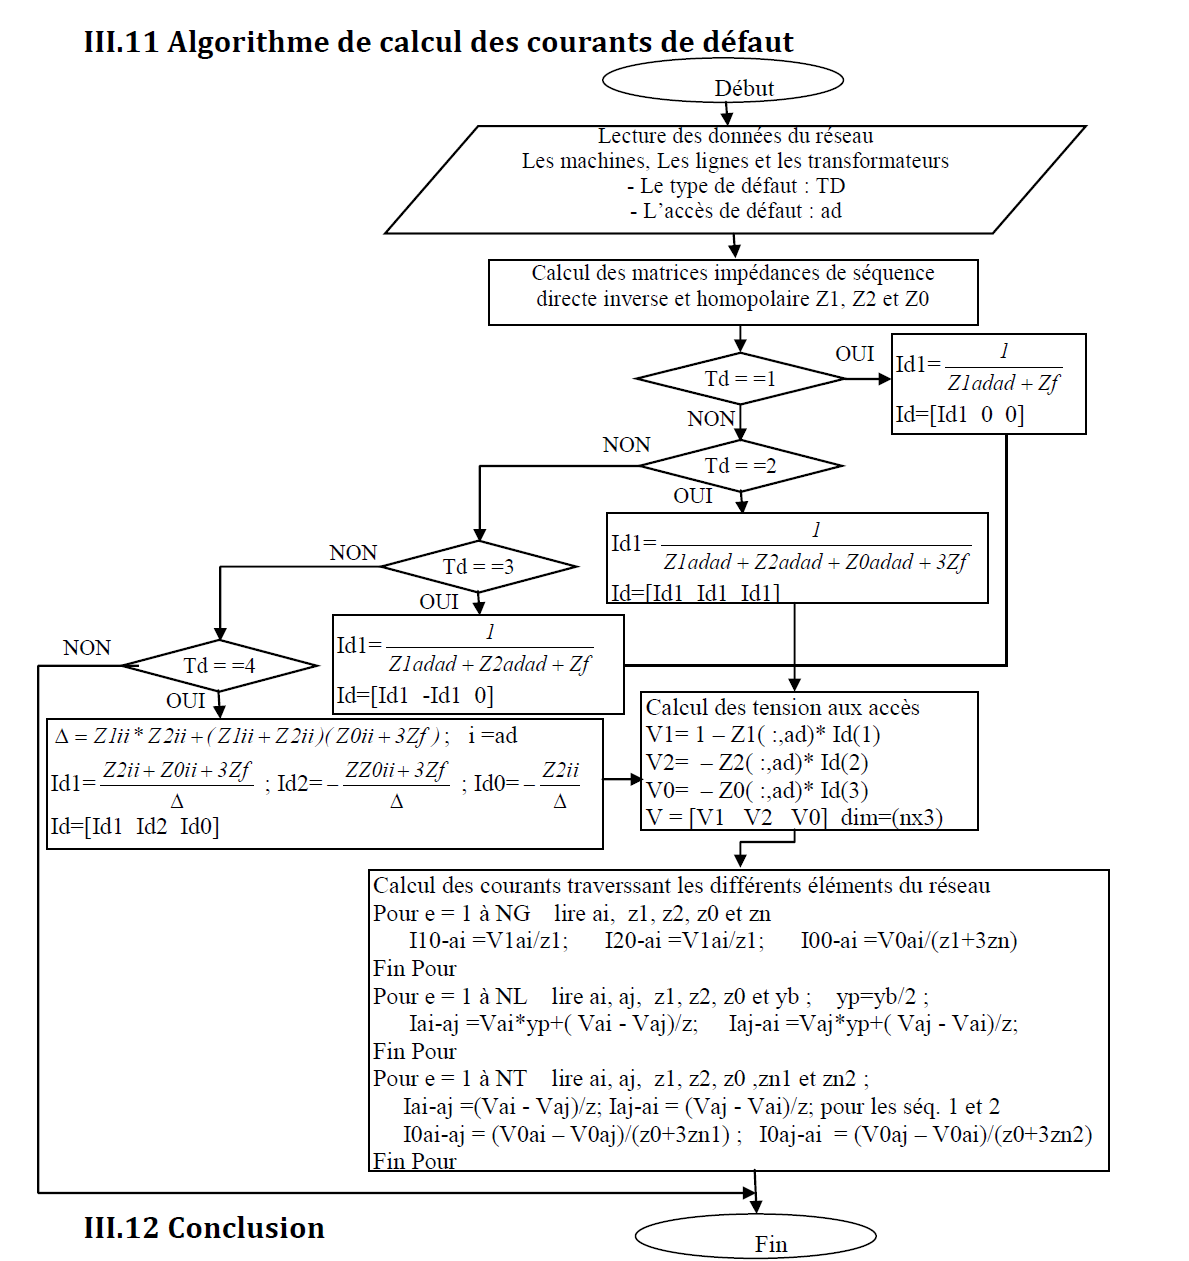 III.11 Algorithme de calcul des courants de défaut
Début
Lecture des données du réseau
Les machines, Les lignes et les transformateurs
- Le type de défaut : TD
- L'accès de défaut : ad
Calcul des matrices impédances de séquence
directe inverse et homopolaire Z1, Z2 et Z0
Td = =1
OUI
Id1= 1 / Z1adad + Zf
Id=[Id1 0 0]
NON
Td = =2
NON
OUI
Id1= 1 / Z1adad + Z2adad + Z0adad + 3Zf
Id=[Id1 Id1 Id1]
Td = =3
NON
OUI
Id1= 1 / Z1adad + Z2adad + Zf
Id=[Id1 -Id1 0]
Td = =4
NON
OUI
Δ = Z1ii * Z2ii + (Z1ii + Z2ii)(Z0ii + 3Zf) ; i =ad
Id1= Z2ii + Z0ii + 3Zf / Δ ; Id2= – ZZ0ii + 3Zf / Δ ; Id0= – Z2ii / Δ
Id=[Id1 Id2 Id0]
Calcul des tension aux accès
V1= 1 – Z1( :,ad)* Id(1)
V2= – Z2( :,ad)* Id(2)
V0= – Z0( :,ad)* Id(3)
V = [V1 V2 V0] dim=(nx3)
Calcul des courants traverssant les différents éléments du réseau
Pour e = 1 à NG lire ai, z1, z2, z0 et zn
I10-ai =V1ai/z1; I20-ai =V1ai/z1; I00-ai =V0ai/(z1+3zn)
Fin Pour
Pour e = 1 à NL lire ai, aj, z1, z2, z0 et yb ; yp=yb/2 ;
Iai-aj =Vai*yp+( Vai - Vaj)/z; Iaj-ai =Vaj*yp+( Vaj - Vai)/z;
Fin Pour
Pour e = 1 à NT lire ai, aj, z1, z2, z0 ,zn1 et zn2 ;
Iai-aj =(Vai - Vaj)/z; Iaj-ai = (Vaj - Vai)/z; pour les séq. 1 et 2
I0ai-aj = (V0ai – V0aj)/(z0+3zn1) ; I0aj-ai = (V0aj – V0ai)/(z0+3zn2)
Fin Pour
III.12 Conclusion
Fin